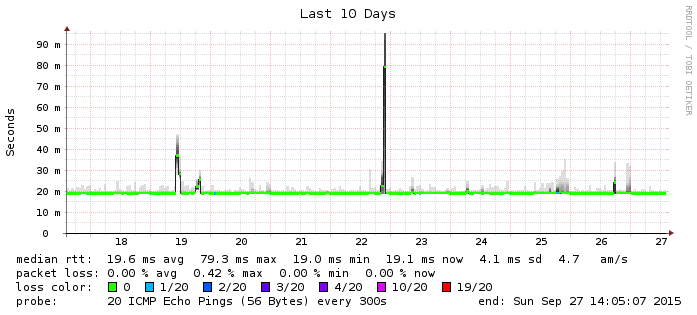 Last 10 Days
RRDTOOL / TOBI OETIKER
Seconds
90 m
80 m
70 m
60 m
50 m
40 m
30 m
20 m
10 m
0
18 19 20 21 22 23 24 25 26 27
median rtt: 19.6 ms avg 79.3 ms max 19.0 ms min 19.1 ms now 4.1 ms sd 4.7 am/s
packet loss: 0.00 % avg 0.42 % max 0.00 % min 0.00 % now
loss color: 0 1/20 2/20 3/20 4/20 10/20 19/20
probe: 20 ICMP Echo Pings (56 Bytes) every 300s end: Sun Sep 27 14:05:07 2015